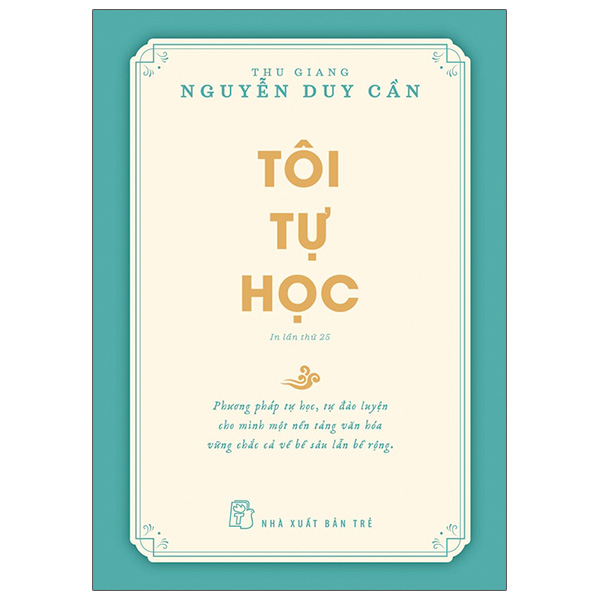 THU GIANG
NGUYỄN DUY CẦN
TÔI
TỰ
HỌC
In lần thứ 25
Phương pháp tự học, tự đào luyện
cho mình một nền tảng văn hóa
vững chắc cả về bề sâu lẫn bề rộng.
NHÀ XUẤT BẢN TRẺ